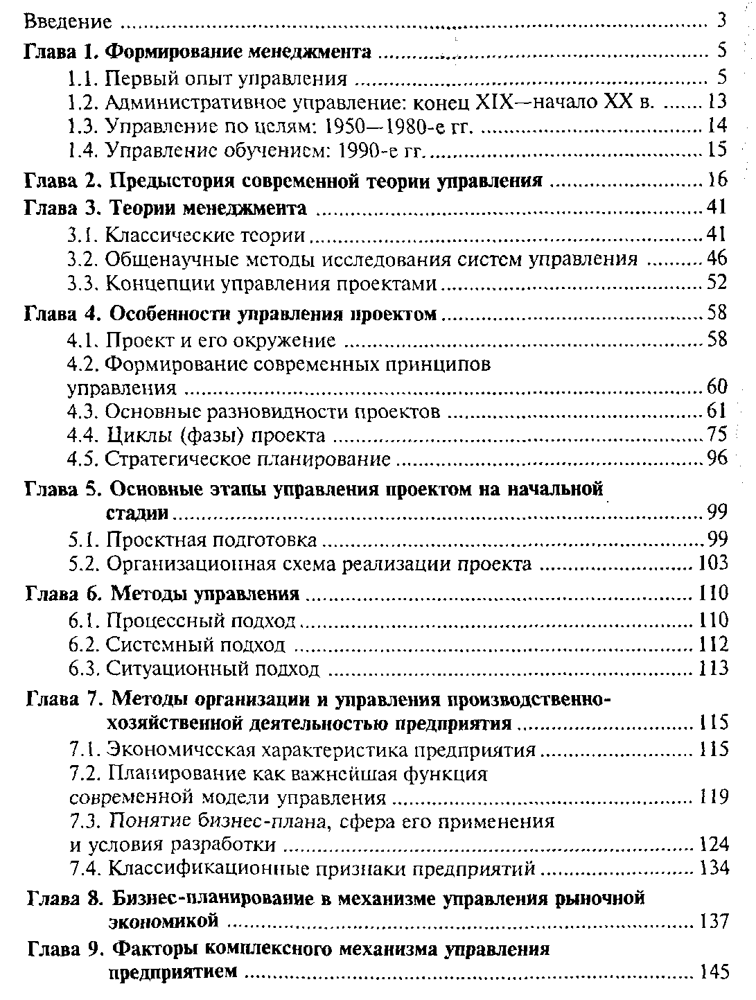 Введение ..... 3
Глава 1. Формирование менеджмента ..... 5
1.1. Первый опыт управления ..... 5
1.2. Административное управление: конец XIX—начало XX в. ..... 13
1.3. Управление по целям: 1950—1980-е гг. ..... 14
1.4. Управление обучением: 1990-е гг. ..... 15
Глава 2. Предыстория современной теории управления ..... 16
Глава 3. Теории менеджмента ..... 41
3.1. Классические теории ..... 41
3.2. Общенаучные методы исследования систем управления ..... 46
3.3. Концепции управления проектами ..... 52
Глава 4. Особенности управления проектом ..... 58
4.1. Проект и его окружение ..... 58
4.2. Формирование современных принципов
управления ..... 60
4.3. Основные разновидности проектов ..... 61
4.4. Циклы (фазы) проекта ..... 75
4.5. Стратегическое планирование ..... 96
Глава 5. Основные этапы управления проектом на начальной
стадии ..... 99
5.1. Проектная подготовка ..... 99
5.2. Организационная схема реализации проекта ..... 103
Глава 6. Методы управления ..... 110
6.1. Процессный подход ..... 110
6.2. Системный подход ..... 112
6.3. Ситуационный подход ..... 113
Глава 7. Методы организации и управления производственно-
хозяйственной деятельностью предприятия ..... 115
7.1. Экономическая характеристика предприятия ..... 115
7.2. Планирование как важнейшая функция
современной модели управления ..... 119
7.3. Понятие бизнес-плана, сфера его применения
и условия разработки ..... 124
7.4. Классификационные признаки предприятий ..... 134
Глава 8. Бизнес-планирование в механизме управления рыночной
экономикой ..... 137
Глава 9. Факторы комплексного механизма управления
предприятием ..... 145